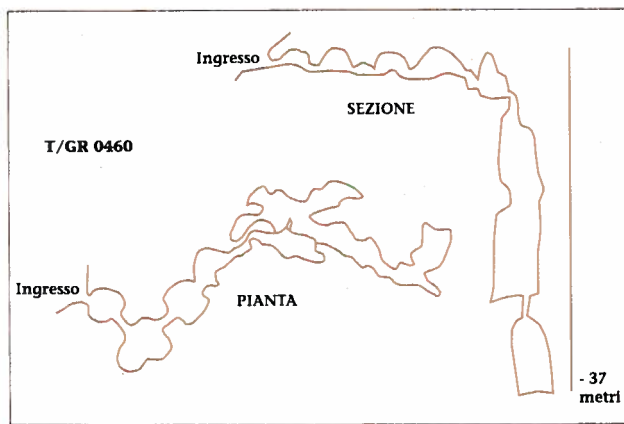 Ingresso
SEZIONE
T/GR 0460
Ingresso
PIANTA
- 37
metri